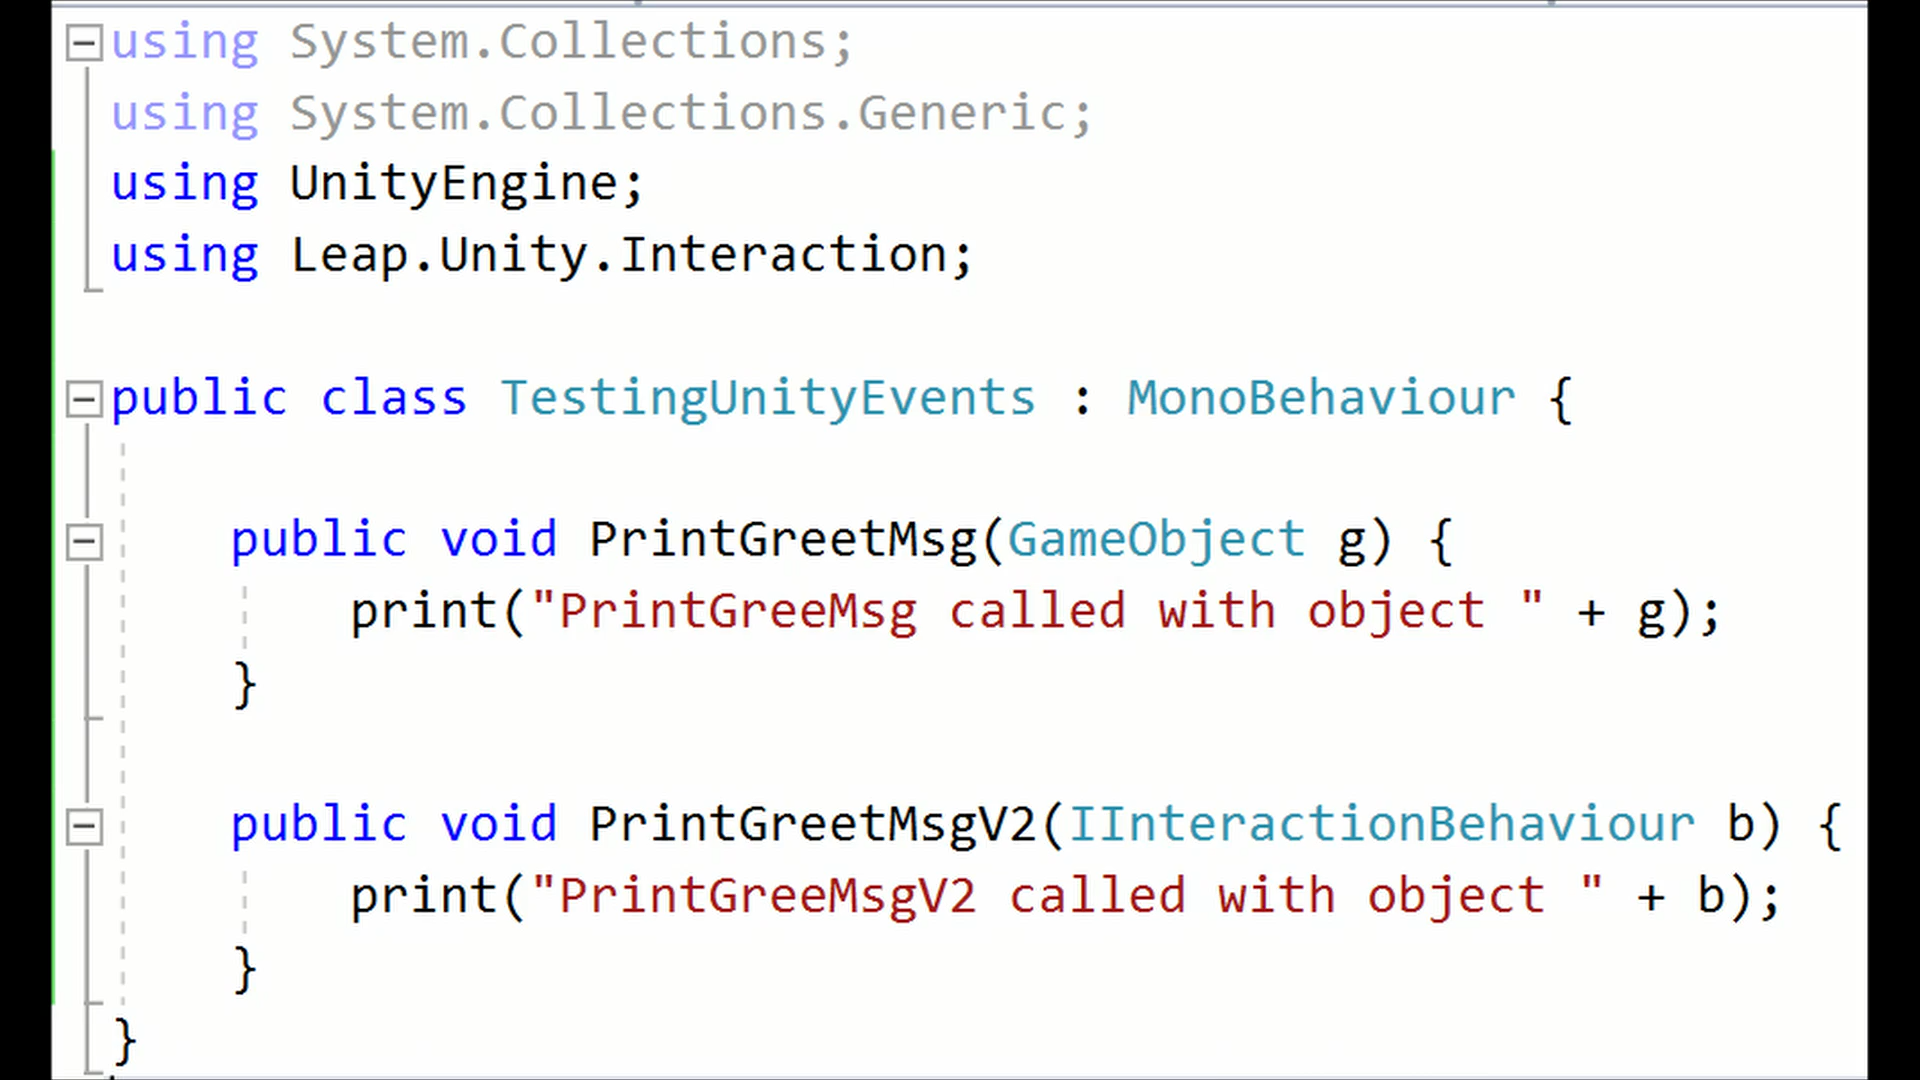 using System.Collections;
using System.Collections.Generic;
using UnityEngine;
using Leap.Unity.Interaction;
public class TestingUnityEvents : MonoBehaviour {
public void PrintGreetMsg(GameObject g) {
print("PrintGreeMsg called with object " + g);
}
public void PrintGreetMsgV2(IInteractionBehaviour b) {
print("PrintGreeMsgV2 called with object " + b);
}
}